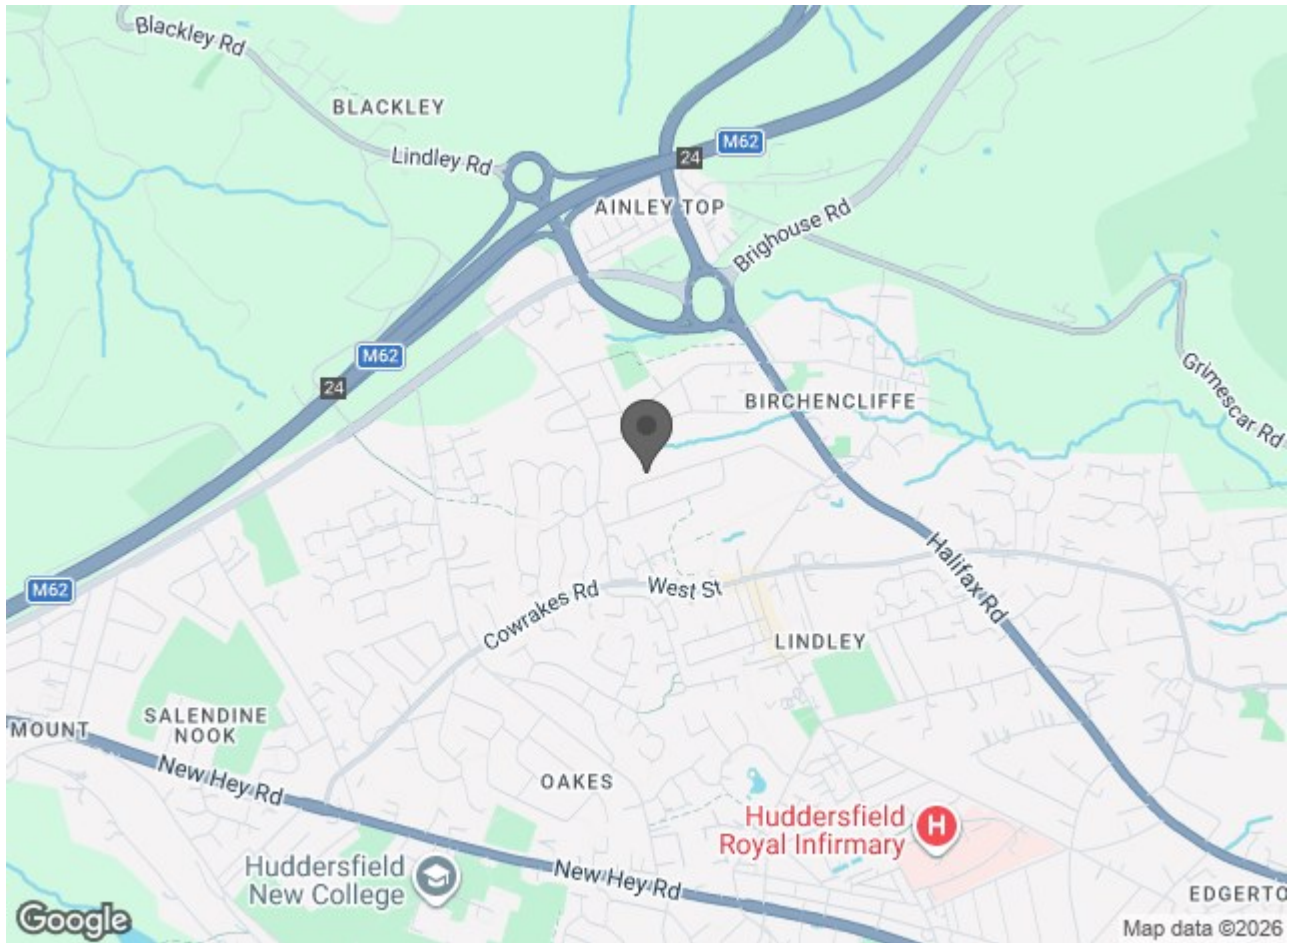 Blackley Rd
BLACKLEY
Lindley Rd
M62
24
AINLEY TOP
Brighouse Rd
M62
24
Grimescar Rd
BIRCHENCLIFFE
M62
Halifax Rd
West St
Cowrakes Rd
LINDLEY
SALENDINE
NOOK
MOUNT
New Hey Rd
OAKES
Huddersfield
Royal Infirmary
H
Huddersfield
New College
New Hey Rd
EDGERTO
Google
Map data ©2026